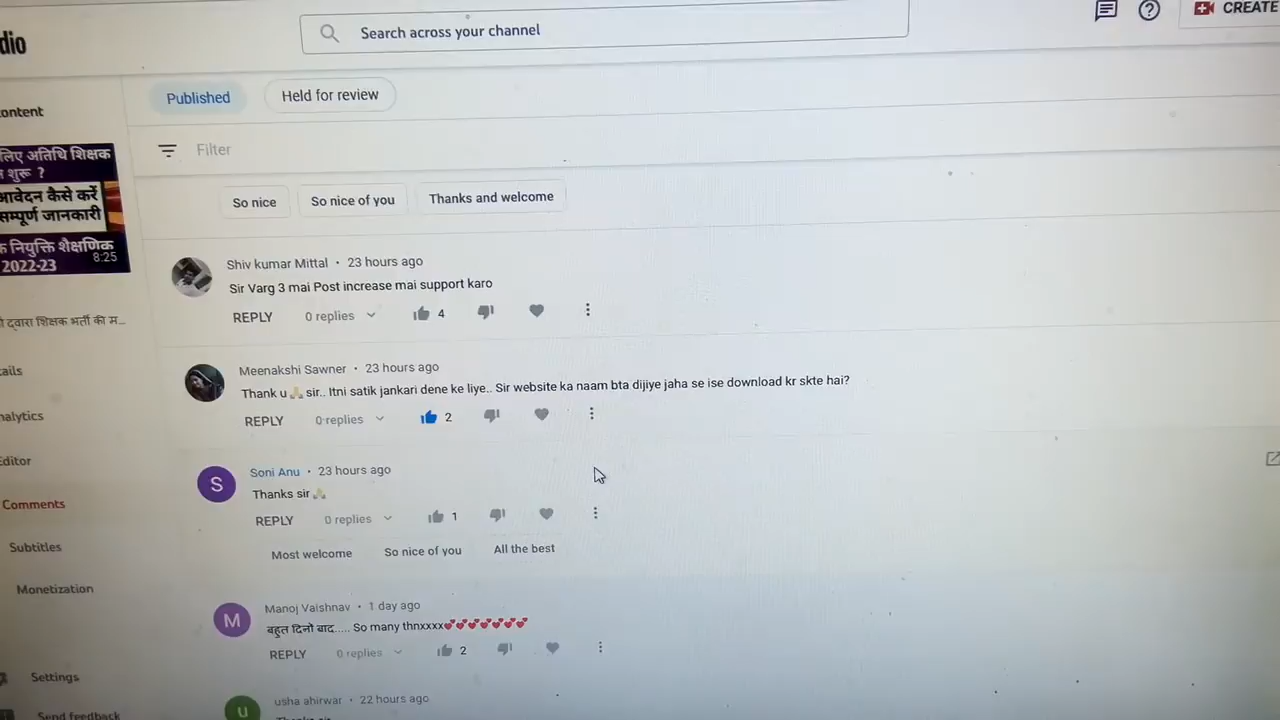 dio
Search across your channel
CREATE
Published
Held for review
ontent
Filter
लिए अतिथि शिक्षक
शुरू ?
आवेदन कैसे करें
सम्पूर्ण जानकारी
नियुक्ति शैक्षणिक
2022-23
8:25
So nice
So nice of you
Thanks and welcome
Shiv kumar Mittal • 23 hours ago
Sir Varg 3 mai Post increase mai support karo
REPLY
0 replies
4
द्वारा शिक्षक भर्ती की म...
Meenakshi Sawner • 23 hours ago
Thank u🙏 sir.. Itni satik jankari dene ke liye.. Sir website ka naam bta dijiye jaha se ise download kr skte hai?
REPLY
0 replies
2
ails
nalytics
Editor
Comments
Subtitles
Monetization
S
Soni Anu • 23 hours ago
Thanks sir🙏
REPLY
0 replies
1
Most welcome
So nice of you
All the best
M
Manoj Vaishnav • 1 day ago
बहुत दिनो बाद..... So many thnxxxx💕💕💕💕💕💕💕
REPLY
0 replies
2
Settings
Send feedback
u
usha ahirwar • 22 hours ago
Thanks sir